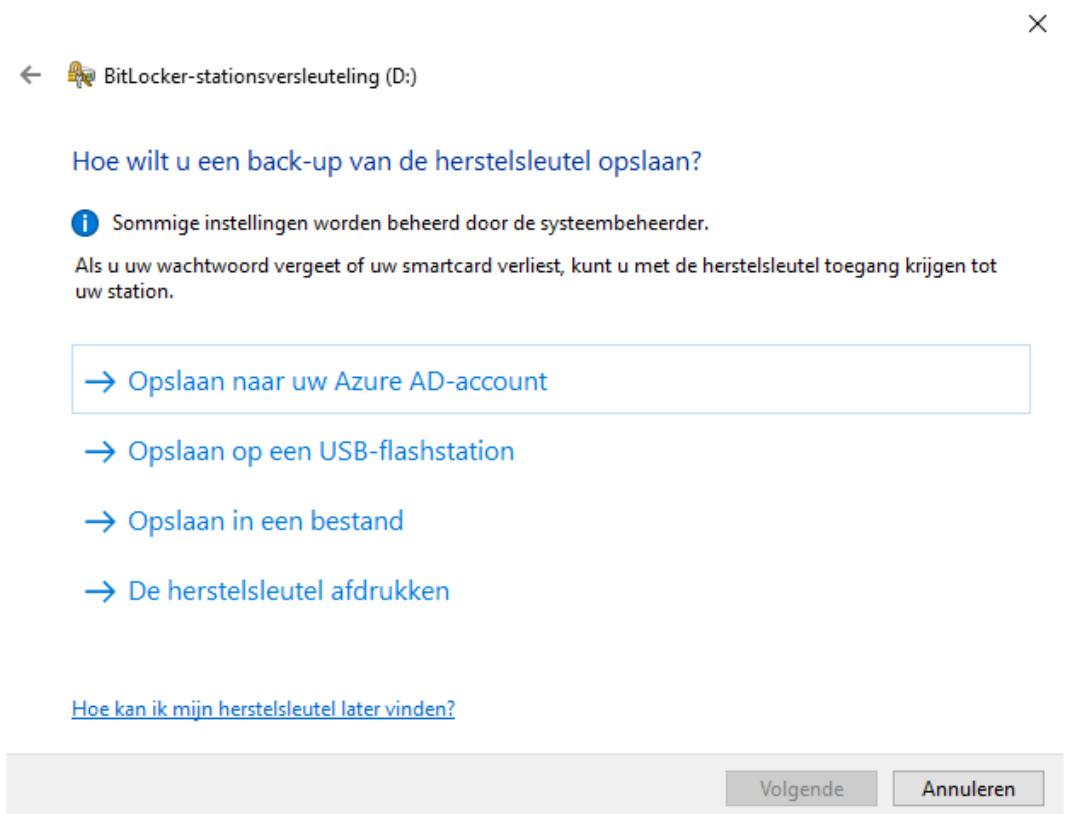 BitLocker-stationsversleuteling (D:)
Hoe wilt u een back-up van de herstelsleutel opslaan?
Sommige instellingen worden beheerd door de systeembeheerder.
Als u uw wachtwoord vergeet of uw smartcard verliest, kunt u met de herstelsleutel toegang krijgen tot
uw station.
Opslaan naar uw Azure AD-account
Opslaan op een USB-flashstation
Opslaan in een bestand
De herstelsleutel afdrukken
Hoe kan ik mijn herstelsleutel later vinden?
Volgende
Annuleren